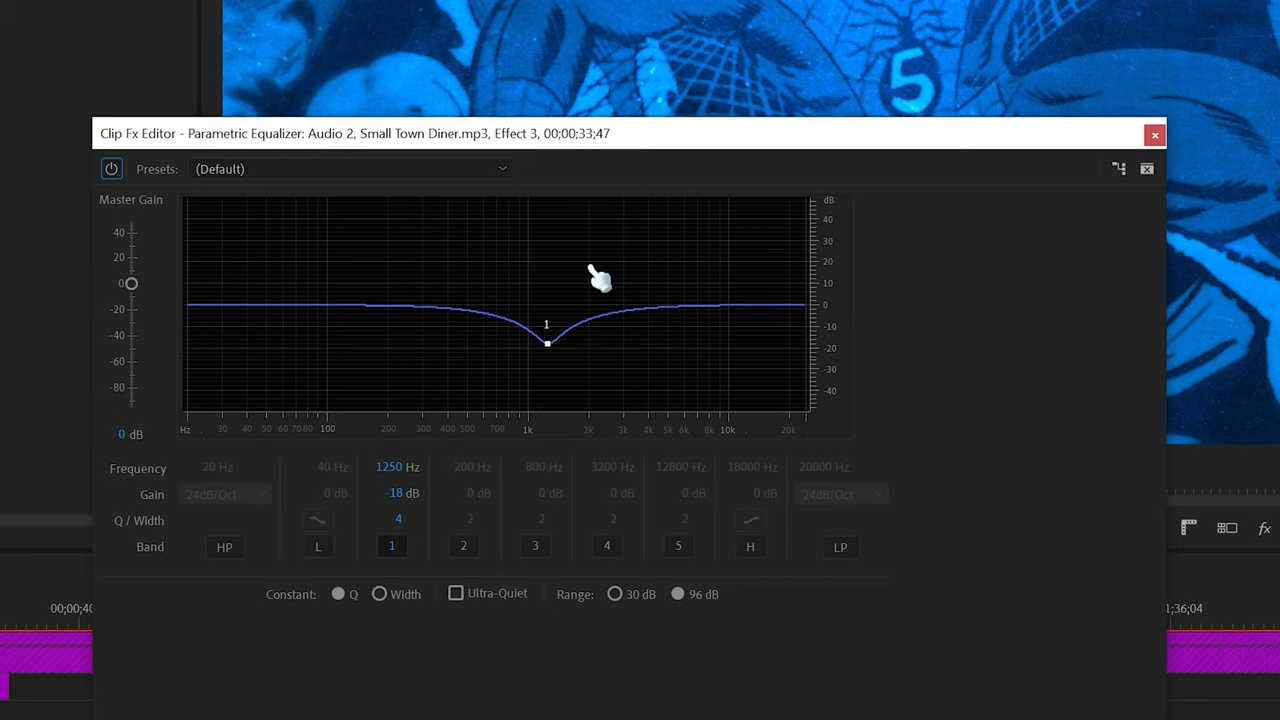 5
Clip Fx Editor - Parametric Equalizer: Audio 2, Small Town Diner.mp3, Effect 3, 00;00;33;47
Presets: (Default)
Master Gain
40
20
0
-20
-40
-60
-80
0 dB
1
dB
40
30
20
10
0
-10
-20
-30
-40
Hz 30 40 50 60 70 80 100 200 300 400 500 700 1k 2k 3k 4k 5k 6k 8k 10k 20k
Frequency 20 Hz 40 Hz 1250 Hz 200 Hz 800 Hz 3200 Hz 12800 Hz 18000 Hz 20000 Hz
Gain 24dB/Oct 0 dB -18 dB 0 dB 0 dB 0 dB 0 dB 0 dB 24dB/Oct
Q / Width 4 2 2 2 2
Band HP L 1 2 3 4 5 H LP
Constant: Q Width Ultra-Quiet Range: 30 dB 96 dB
fx
00;00;40
1;36;04